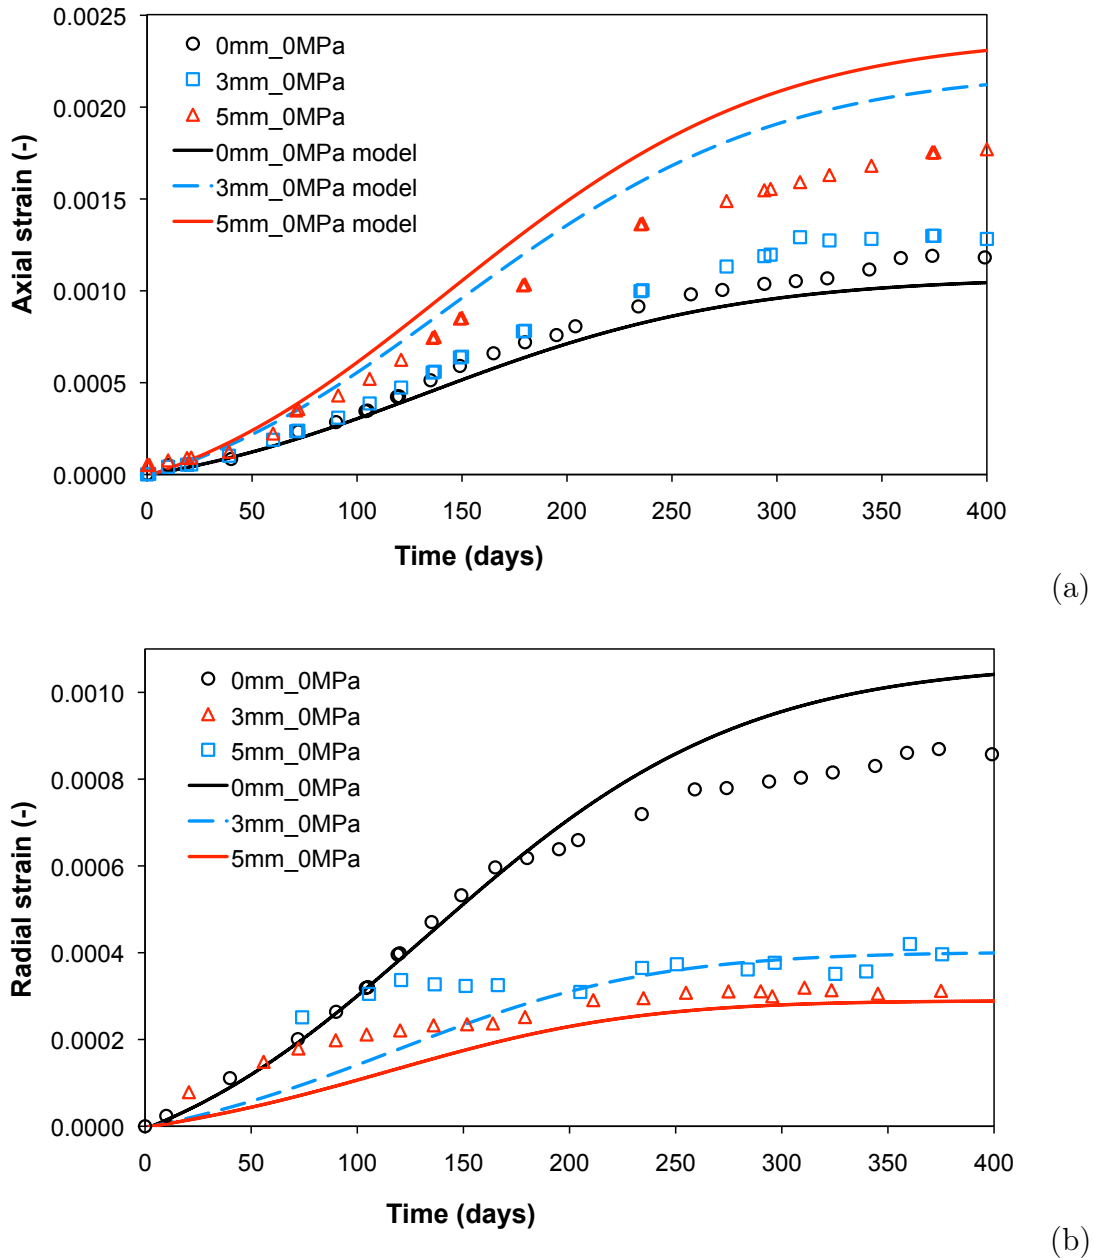 0.0025
0.0020
0.0015
0.0010
0.0005
0.0000
Axial strain (-)
0mm_0MPa
3mm_0MPa
5mm_0MPa
0mm_0MPa model
3mm_0MPa model
5mm_0MPa model
0 50 100 150 200 250 300 350 400
Time (days)
(a)
0.0010
0.0008
0.0006
0.0004
0.0002
0.0000
Radial strain (-)
0mm_0MPa
3mm_0MPa
5mm_0MPa
0mm_0MPa
3mm_0MPa
5mm_0MPa
0 50 100 150 200 250 300 350 400
Time (days)
(b)